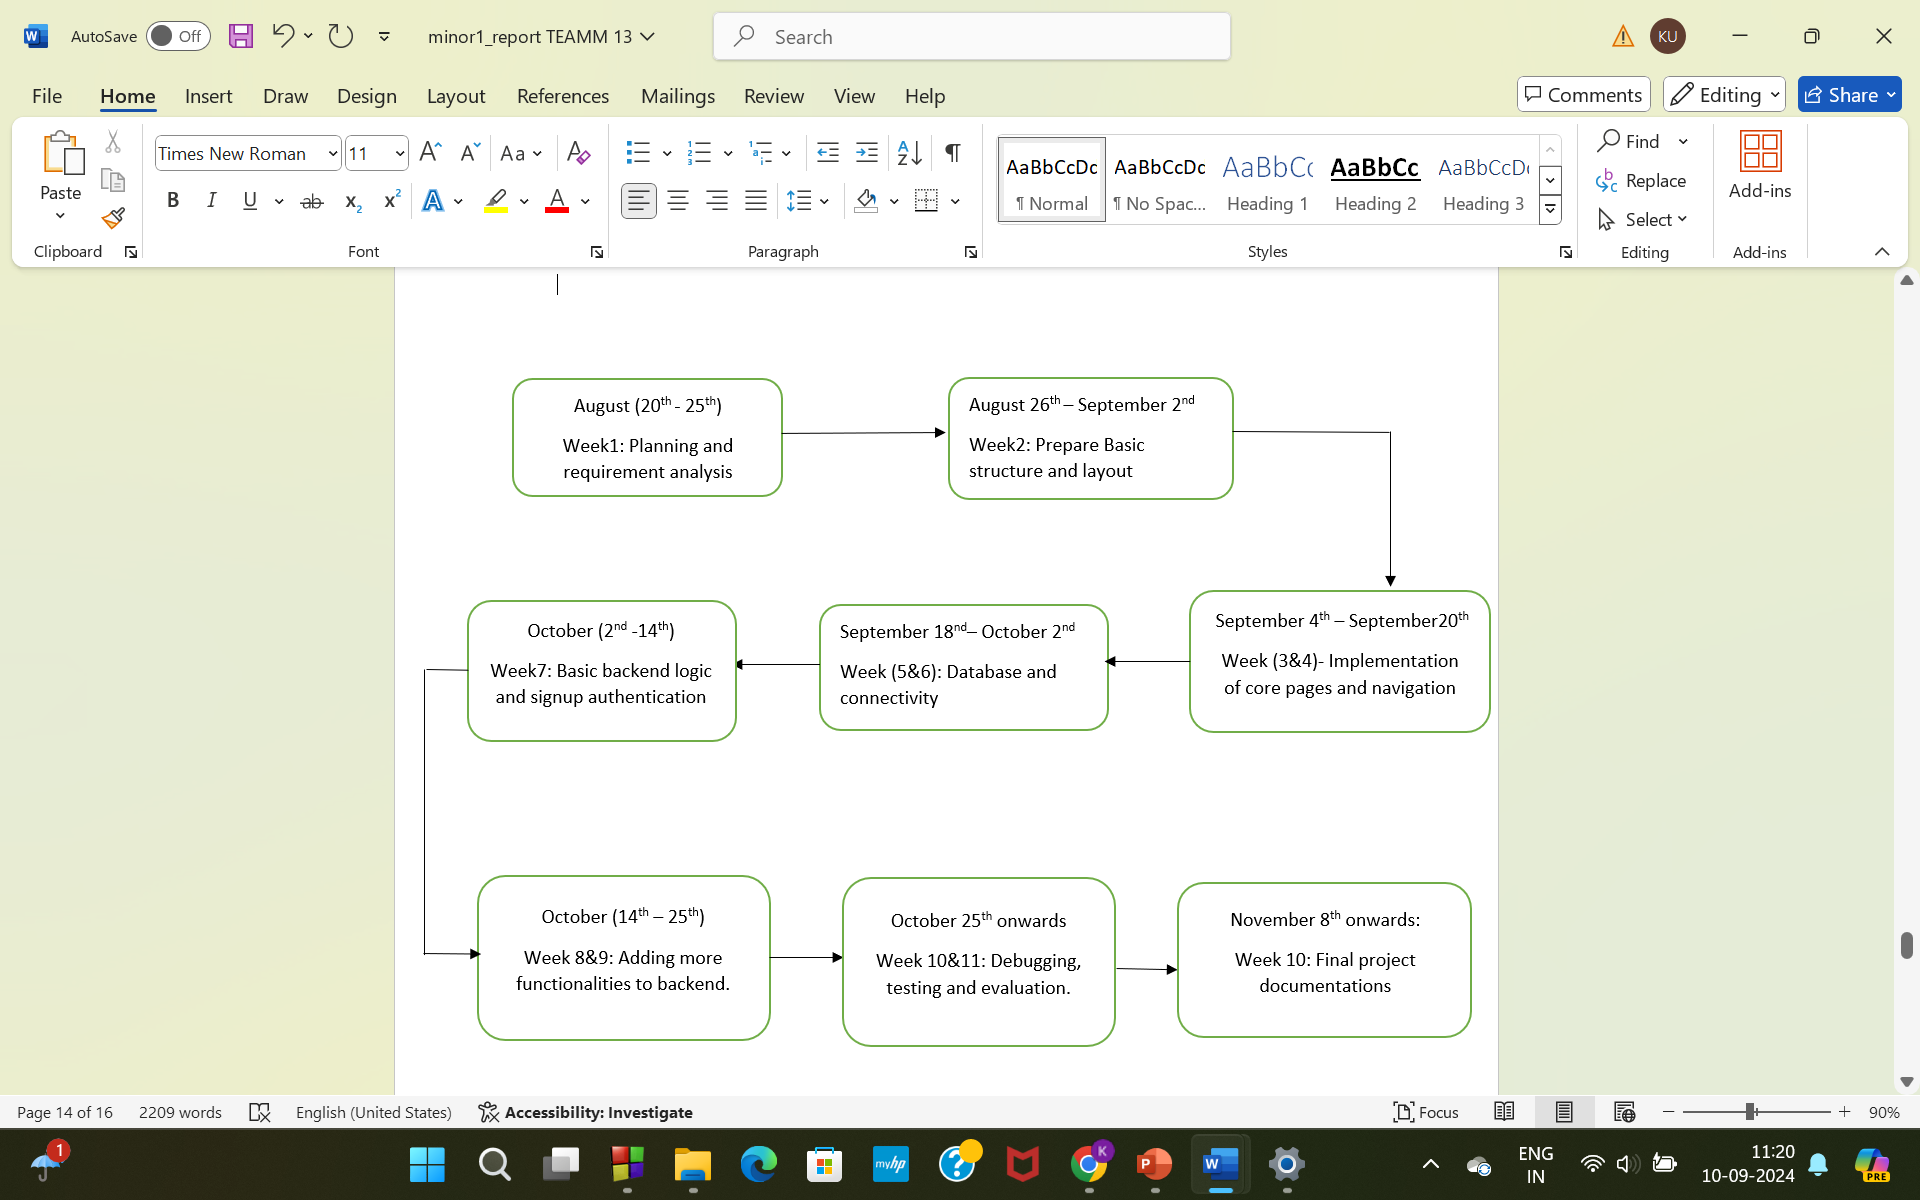 AutoSave Off
minor1_report TEAMM 13
Search
KU
File Home Insert Draw Design Layout References Mailings Review View Help
Comments Editing Share
Paste
Clipboard
Times New Roman 11
Aa
B I U ab x₂ x² A A
Font
Paragraph
AaBbCcDc AaBbCcDc AaBbCc AaBbCc AaBbCcD
¶ Normal ¶ No Spac... Heading 1 Heading 2 Heading 3
Styles
Find
Replace
Select
Editing
Add-ins
Add-ins
August (20th - 25th)
Week1: Planning and
requirement analysis
August 26th – September 2nd
Week2: Prepare Basic
structure and layout
September 4th – September20th
Week (3&4)- Implementation
of core pages and navigation
September 18nd– October 2nd
Week (5&6): Database and
connectivity
October (2nd -14th)
Week7: Basic backend logic
and signup authentication
October (14th – 25th)
Week 8&9: Adding more
functionalities to backend.
October 25th onwards
Week 10&11: Debugging,
testing and evaluation.
November 8th onwards:
Week 10: Final project
documentations
Page 14 of 16 2209 words English (United States) Accessibility: Investigate
Focus 90%
1
myhp
K
P
W
ENG
IN
11:20
10-09-2024
PRE